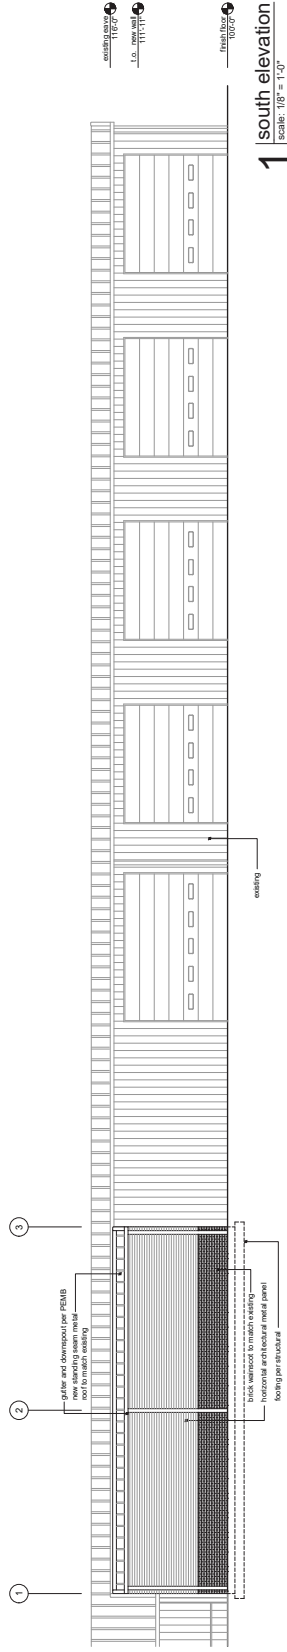 1
2
3
gutter and downspout per PEMB
new standing seam metal
roof to match existing
brick wainscot to match existing
horizontal architectural metal panel
footing per structural
existing
existing eave
116'-0"
t.o. new wall
111'-11"
finish floor
100'-0"
1
south elevation
scale: 1/8" = 1'-0"